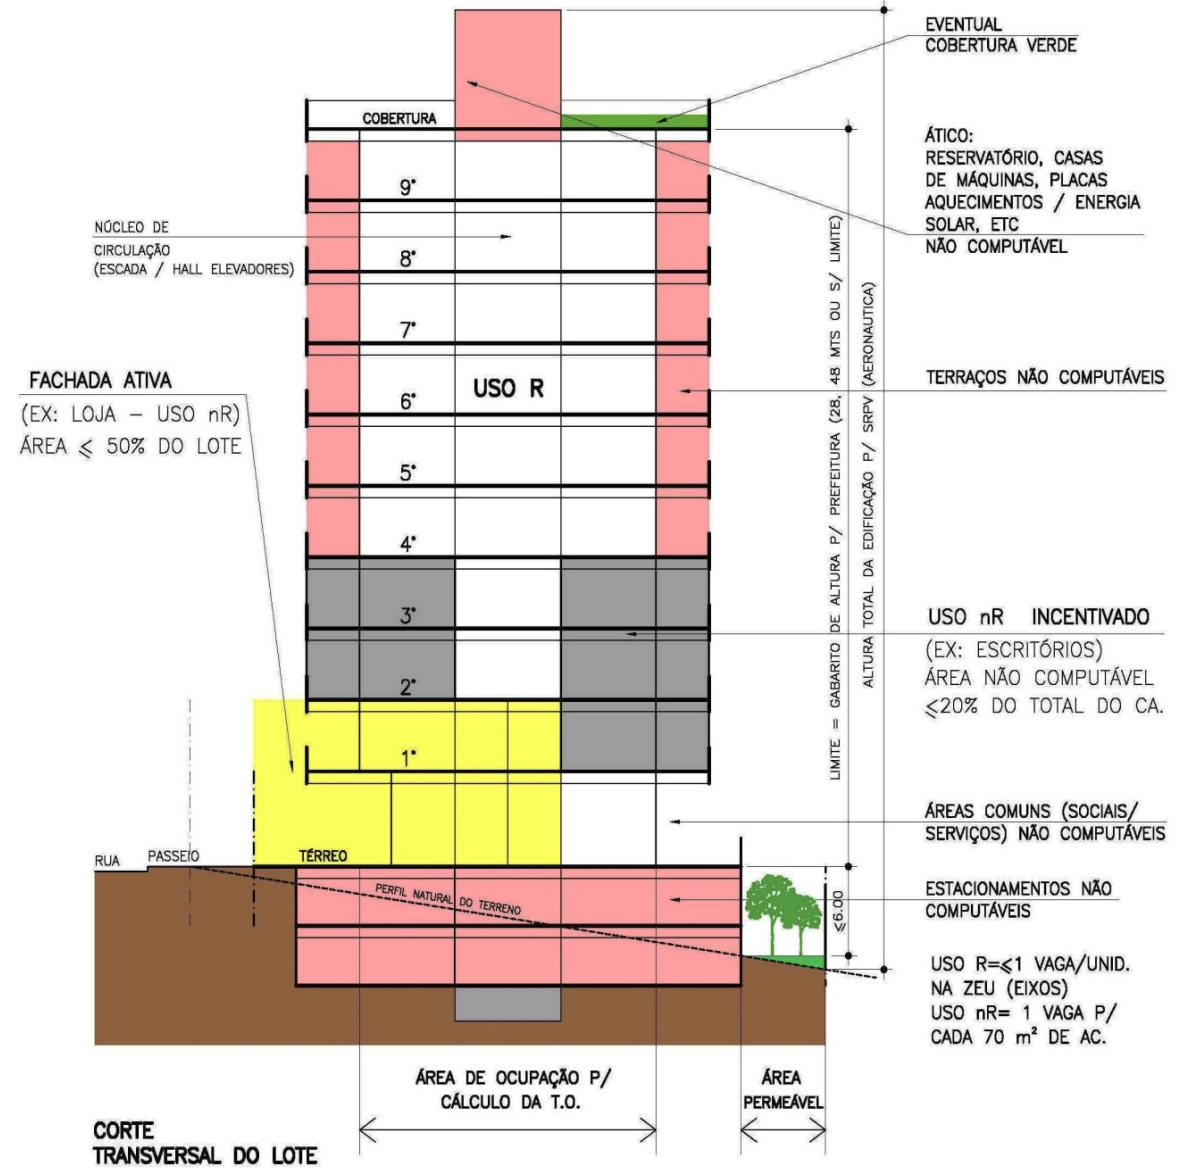 EVENTUAL
COBERTURA VERDE
COBERTURA
ÁTICO:
RESERVATÓRIO, CASAS
DE MÁQUINAS, PLACAS
AQUECIMENTOS / ENERGIA
SOLAR, ETC
NÃO COMPUTÁVEL
9°
NÚCLEO DE
CIRCULAÇÃO
(ESCADA / HALL ELEVADORES)
8°
7°
FACHADA ATIVA
(EX: LOJA – USO nR)
ÁREA ⩽ 50% DO LOTE
USO R
TERRAÇOS NÃO COMPUTÁVEIS
6°
5°
4°
LIMITE = GABARITO DE ALTURA P/ PREFEITURA (28, 48 MTS OU S/ LIMITE)
ALTURA TOTAL DA EDIFICAÇÃO P/ SRPV (AERONAUTICA)
3°
USO nR INCENTIVADO
(EX: ESCRITÓRIOS)
ÁREA NÃO COMPUTÁVEL
⩽20% DO TOTAL DO CA.
2°
1°
ÁREAS COMUNS (SOCIAIS/
SERVIÇOS) NÃO COMPUTÁVEIS
RUA
PASSEIO
TÉRREO
PERFIL NATURAL DO TERRENO
⩽6.00
ESTACIONAMENTOS NÃO
COMPUTÁVEIS
USO R=⩽1 VAGA/UNID.
NA ZEU (EIXOS)
USO nR= 1 VAGA P/
CADA 70 m² DE AC.
ÁREA DE OCUPAÇÃO P/
CÁLCULO DA T.O.
ÁREA
PERMEÁVEL
CORTE
TRANSVERSAL DO LOTE